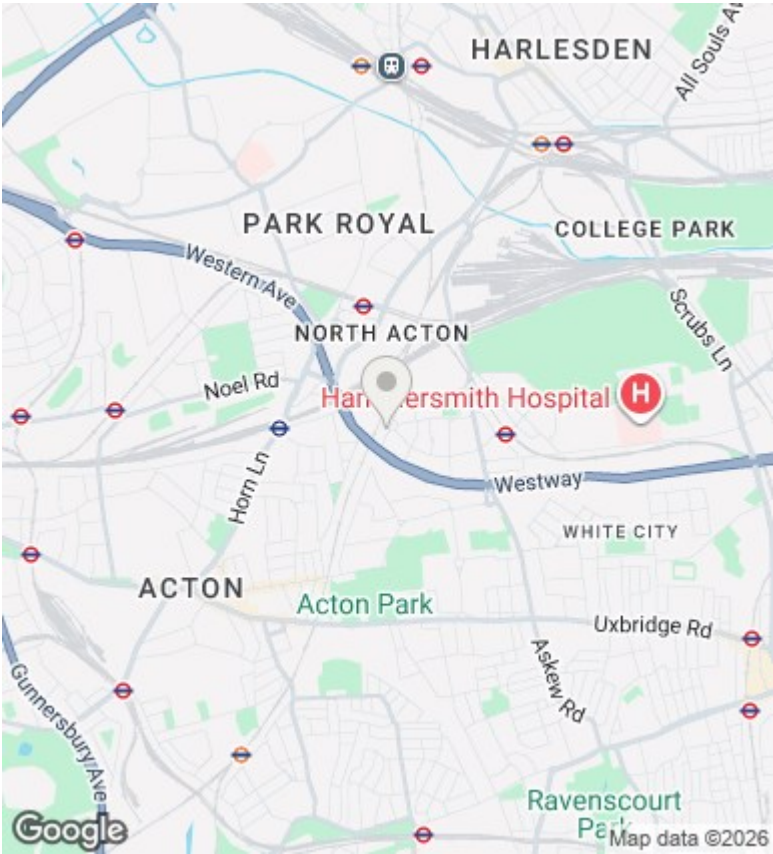 HARLESDEN
All Souls Av
PARK ROYAL
COLLEGE PARK
Western Ave
Scrubs Ln
NORTH ACTON
Noel Rd
Hammersmith Hospital
H
Horn Ln
Westway
WHITE CITY
ACTON
Acton Park
Uxbridge Rd
Askew Rd
Gunnersbury Ave
Ravenscourt
Park
Google
Map data ©2026